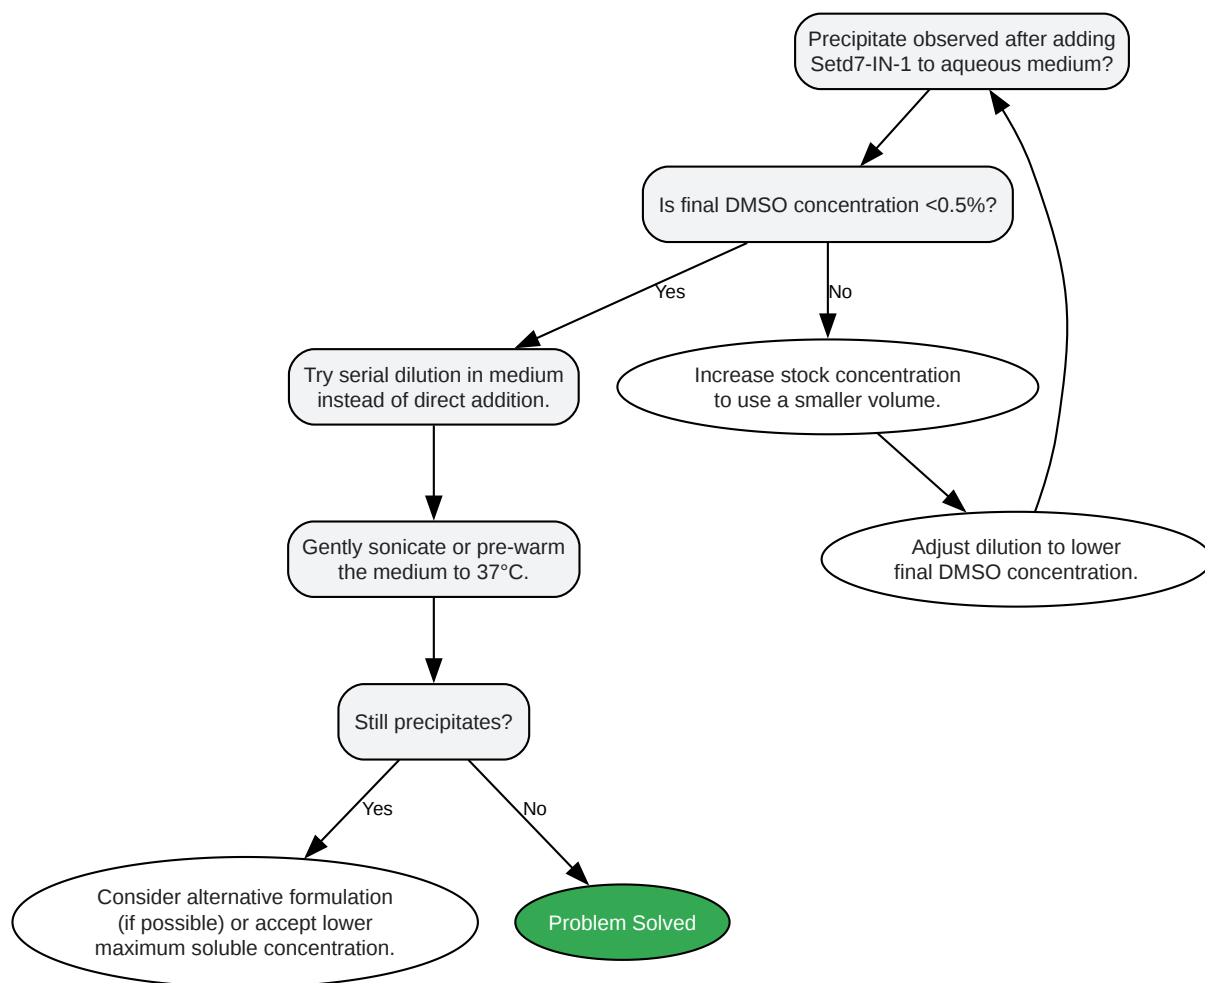 Precipitate observed after adding
Setd7-IN-1 to aqueous medium?
Is final DMSO concentration <0.5%?
Yes
No
Try serial dilution in medium
instead of direct addition.
Increase stock concentration
to use a smaller volume.
Gently sonicate or pre-warm
the medium to 37°C.
Adjust dilution to lower
final DMSO concentration.
Still precipitates?
Yes
No
Consider alternative formulation
(if possible) or accept lower
maximum soluble concentration.
Problem Solved